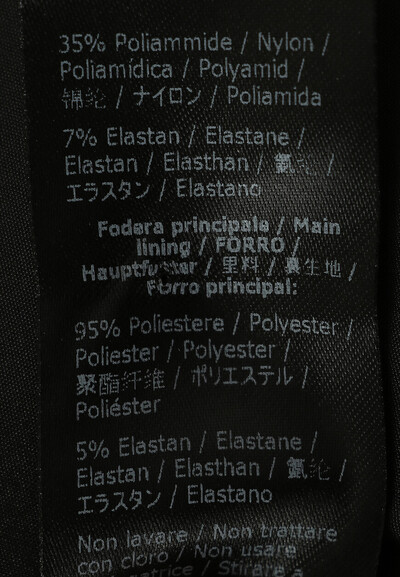 35% Poliammide / Nylon /
Poliamídica / Polyamid /
锦纶 / ナイロン / Poliamida
7% Elastan / Elastane /
Elastan / Elasthan / 氨纶 /
エラスタン / Elastano
Fodera principale / Main
lining / FORRO /
Hauptfutter / 里料 / 裏生地 /
Forro principal:
95% Poliestere / Polyester /
Poliester / Polyester /
聚酯纤维 / ポリエステル /
Poliéster
5% Elastan / Elastane /
Elastan / Elasthan / 氨纶 /
エラスタン / Elastano
Non lavare / Non trattare
con cloro / Non usare
/ Stirare a